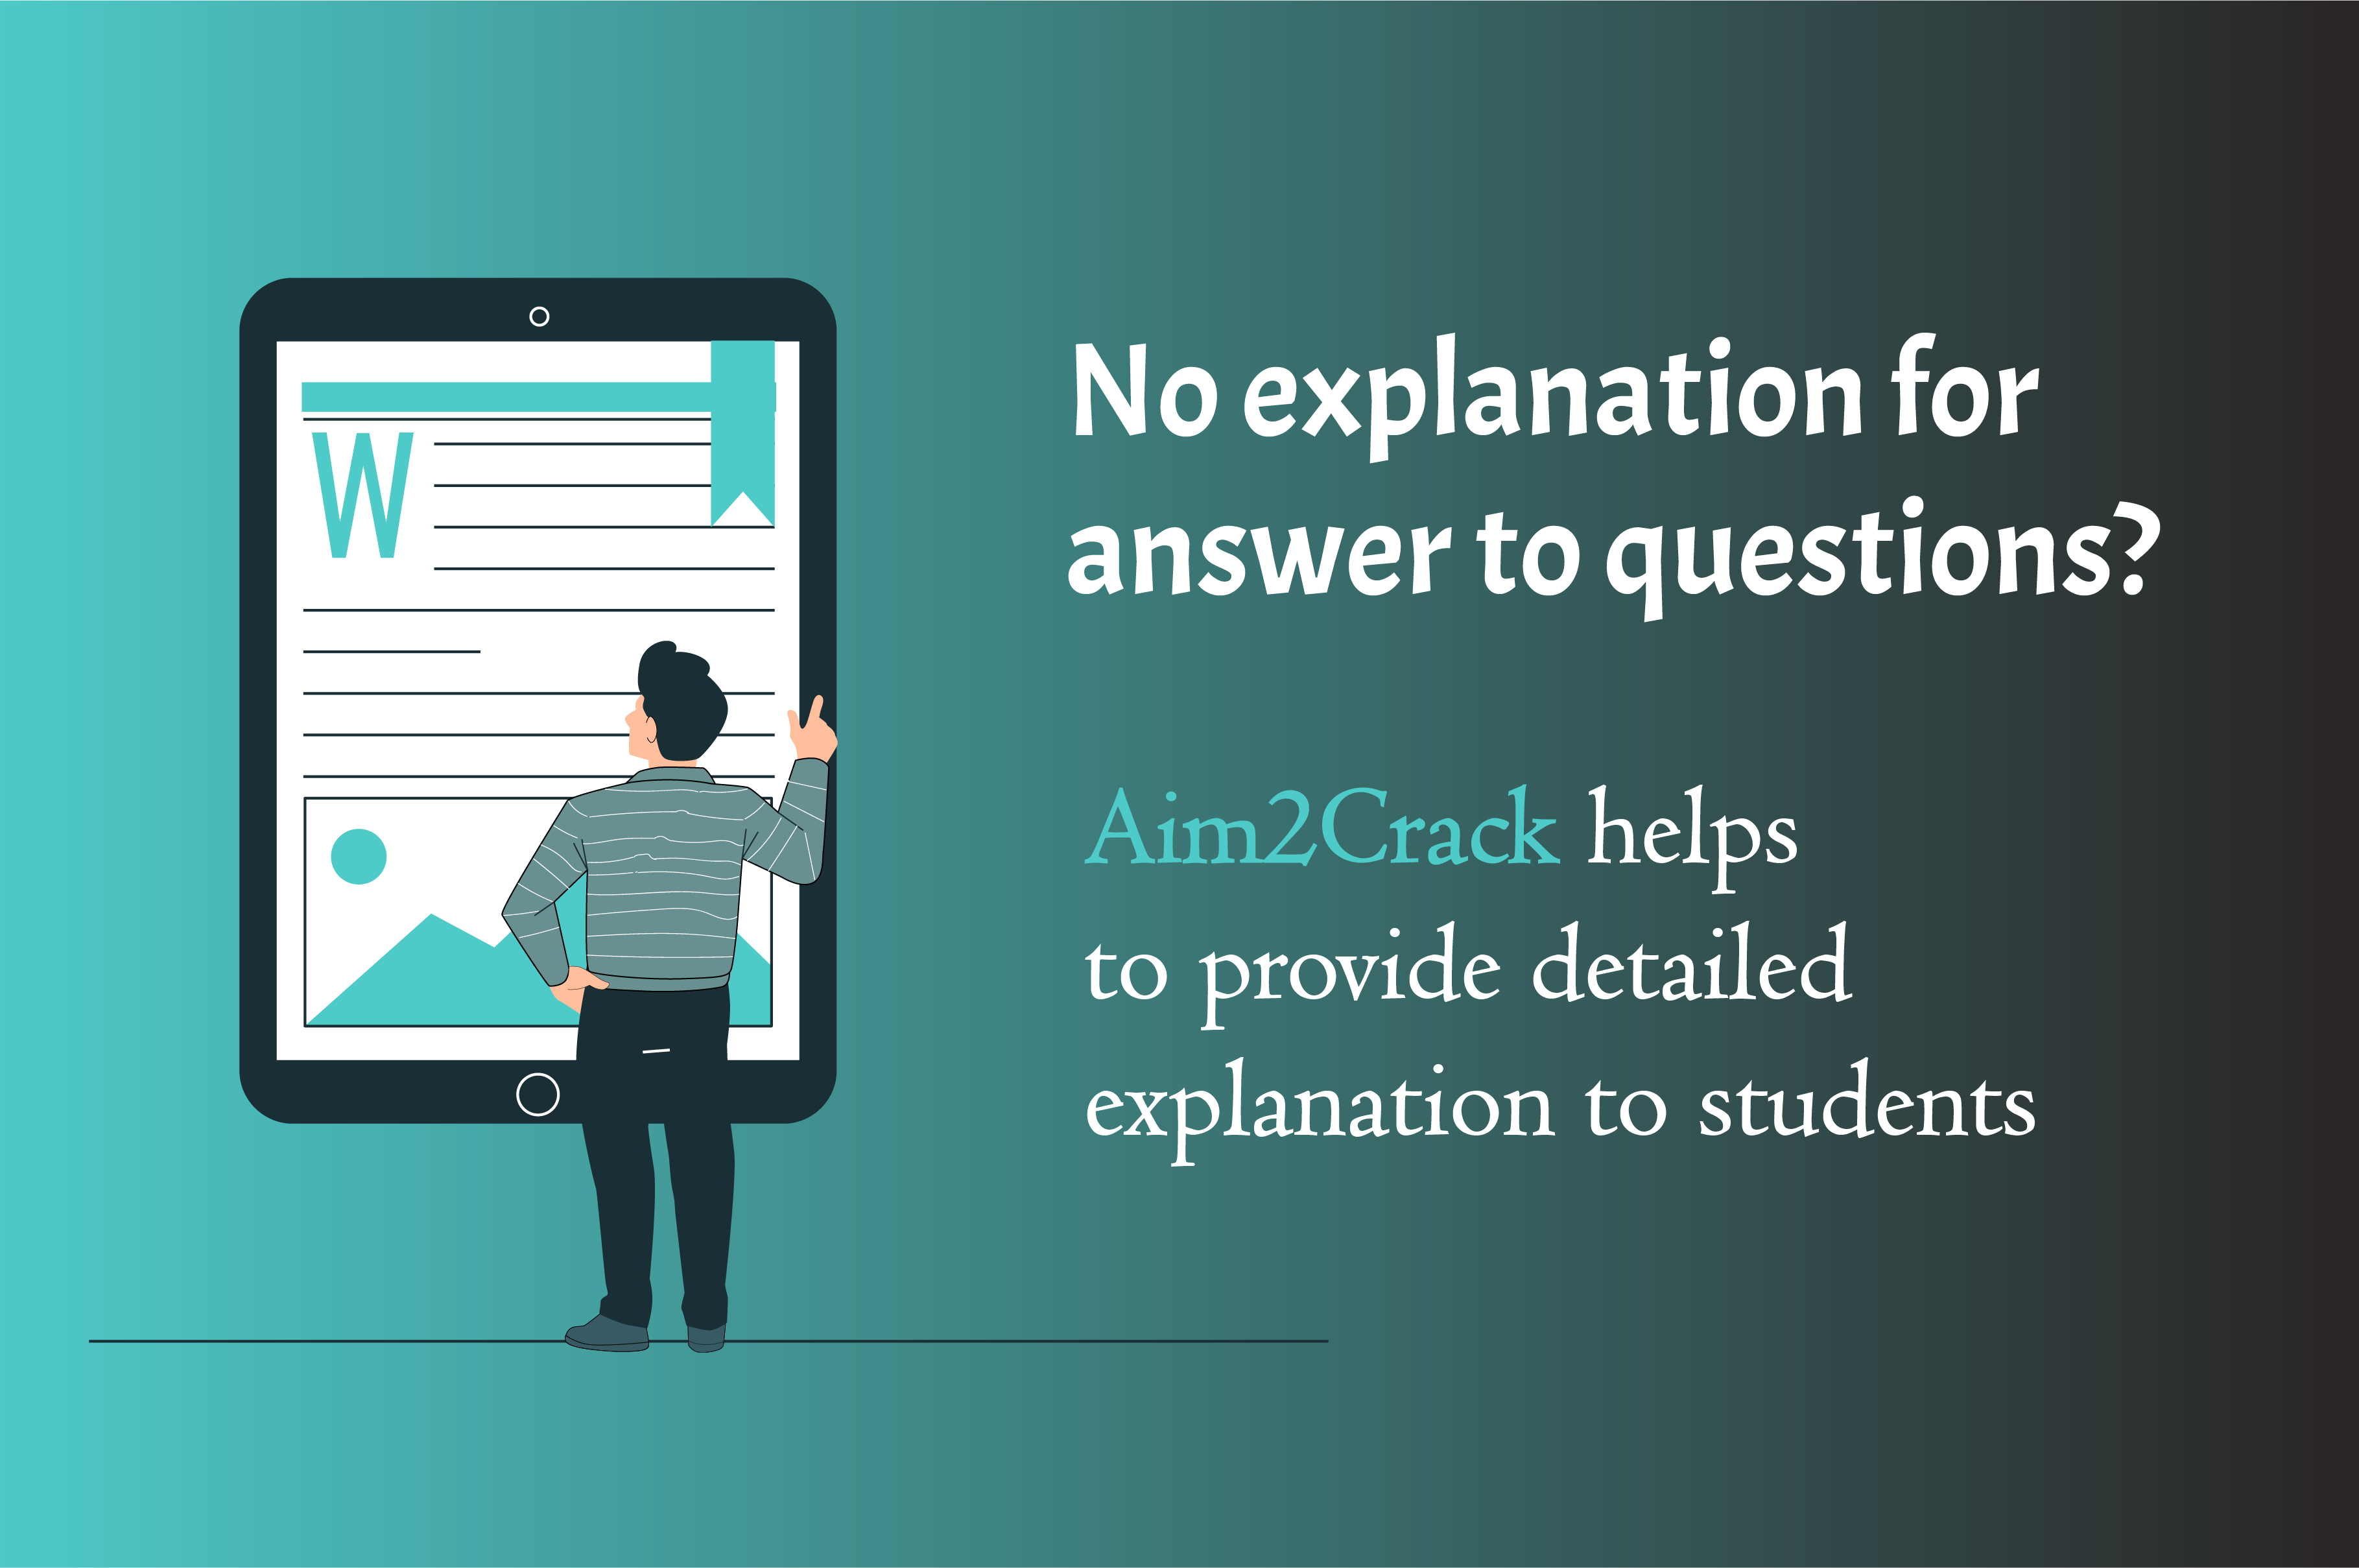 W
No explanation for
answer to questions?
Aim2Crack helps
to provide detailed
explanation to students